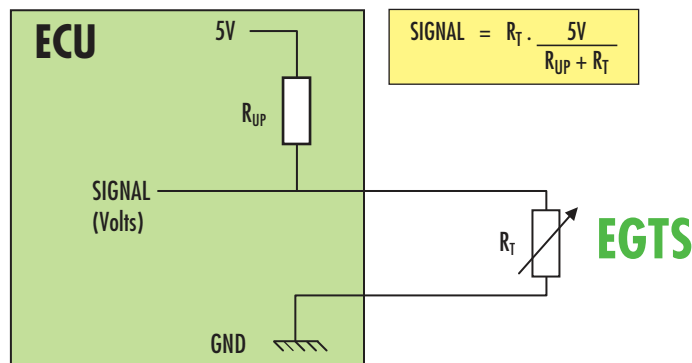 ECU
5V
SIGNAL = R_T . 5V
R_UP + R_T
R_UP
SIGNAL
(Volts)
R_T
EGTS
GND